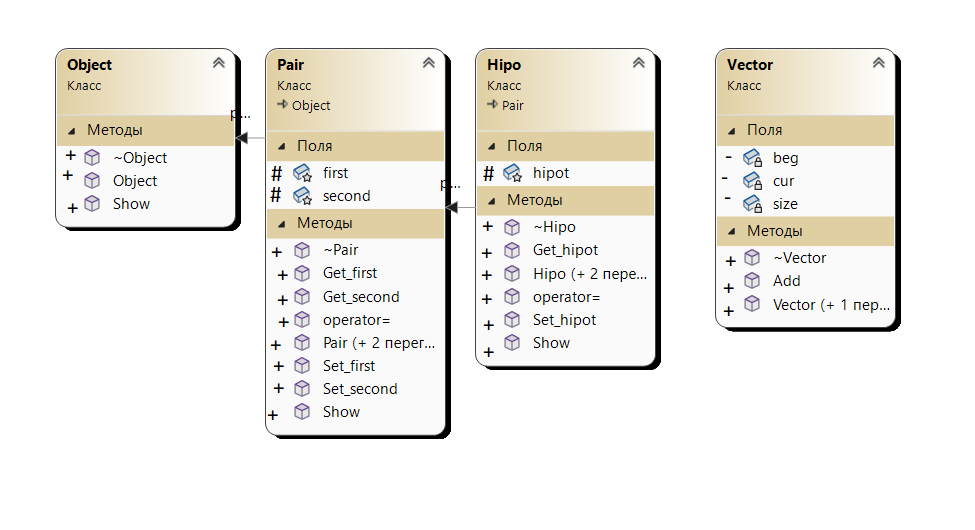 Object
Класс
Методы
+ ~Object
+ Object
+ Show
р...
Pair
Класс
Object
Поля
# first
# second
Методы
+ ~Pair
+ Get_first
+ Get_second
+ operator=
+ Pair (+ 2 перег...
+ Set_first
+ Set_second
+ Show
р...
Hipo
Класс
Pair
Поля
# hipot
Методы
+ ~Hipo
+ Get_hipot
+ Hipo (+ 2 пере...
+ operator=
+ Set_hipot
+ Show
Vector
Класс
Поля
- beg
- cur
- size
Методы
+ ~Vector
+ Add
+ Vector (+ 1 пер...